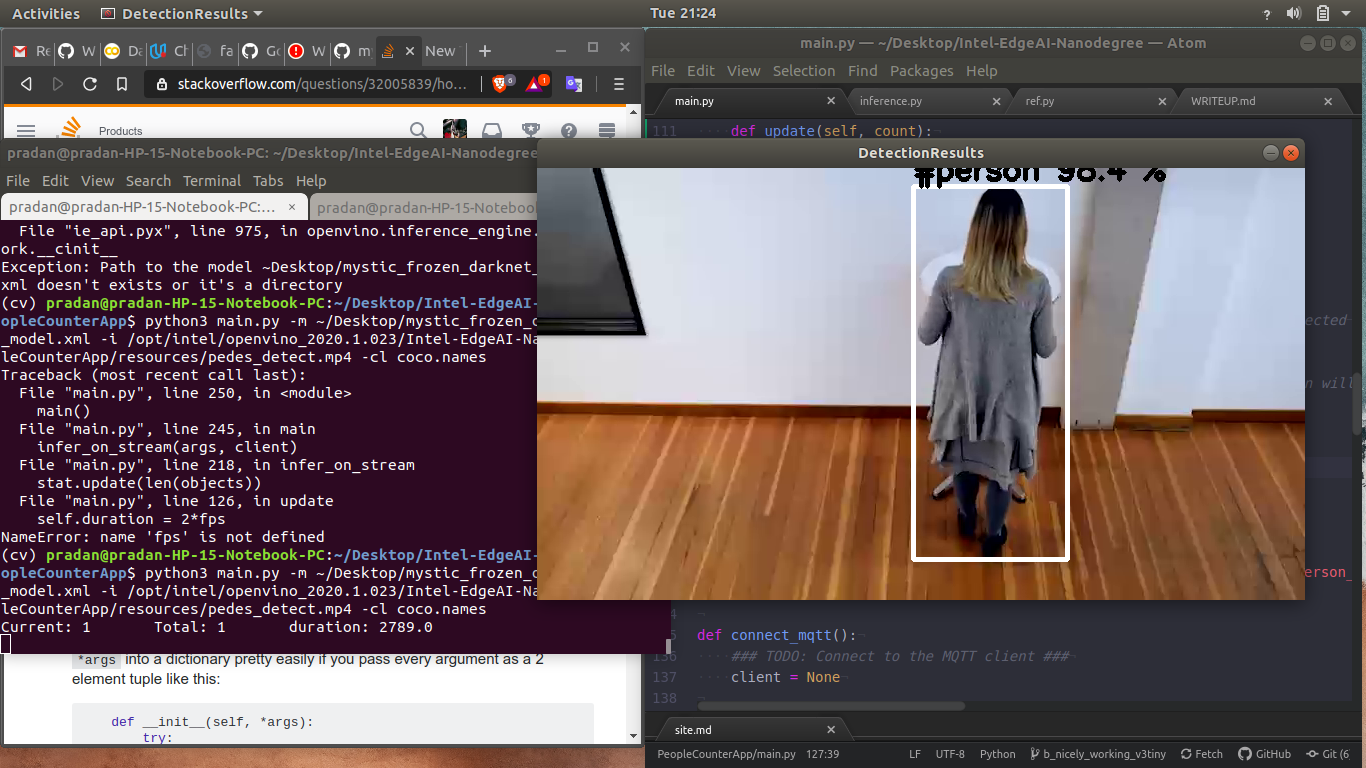 Activities DetectionResults Tue 21:24
main.py — ~/Desktop/Intel-EdgeAI-Nanodegree — Atom
Re W Da Ch fa Go W my New
stackoverflow.com/questions/32005839/ho...
File Edit View Selection Find Packages Help
main.py inference.py ref.py WRITEUP.md
Products
111 def update(self, count):
pradan@pradan-HP-15-Notebook-PC: ~/Desktop/Intel-EdgeAI-Nanodegree
File Edit View Search Terminal Tabs Help
pradan@pradan-HP-15-Notebook-PC:... pradan@pradan-HP-15-Notebook
File "ie_api.pyx", line 975, in openvino.inference_engine.
ork.__cinit__
Exception: Path to the model ~Desktop/mystic_frozen_darknet_
xml doesn't exists or it's a directory
(cv) pradan@pradan-HP-15-Notebook-PC:~/Desktop/Intel-EdgeAI-
opleCounterApp$ python3 main.py -m ~/Desktop/mystic_frozen_d
_model.xml -i /opt/intel/openvino_2020.1.023/Intel-EdgeAI-Na
leCounterApp/resources/pedes_detect.mp4 -cl coco.names
Traceback (most recent call last):
File "main.py", line 250, in <module>
main()
File "main.py", line 245, in main
infer_on_stream(args, client)
File "main.py", line 218, in infer_on_stream
stat.update(len(objects))
File "main.py", line 126, in update
self.duration = 2*fps
NameError: name 'fps' is not defined
(cv) pradan@pradan-HP-15-Notebook-PC:~/Desktop/Intel-EdgeAI-
opleCounterApp$ python3 main.py -m ~/Desktop/mystic_frozen_d
_model.xml -i /opt/intel/openvino_2020.1.023/Intel-EdgeAI-Na
leCounterApp/resources/pedes_detect.mp4 -cl coco.names
Current: 1 Total: 1 duration: 2789.0
DetectionResults
#person 98.4 %
ected
n will
erson_
def connect_mqtt():
136 ### TODO: Connect to the MQTT client ###
137 client = None
138
*args into a dictionary pretty easily if you pass every argument as a 2
element tuple like this:
def __init__(self, *args):
try:
site.md
PeopleCounterApp/main.py 127:39 LF UTF-8 Python b_nicely_working_v3tiny Fetch GitHub Git (6)